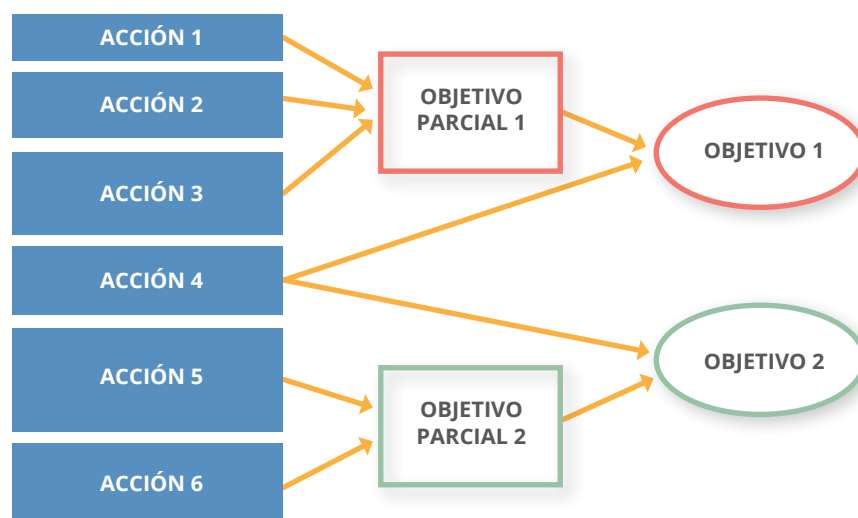 ACCIÓN 1
ACCIÓN 2
ACCIÓN 3
ACCIÓN 4
ACCIÓN 5
ACCIÓN 6
OBJETIVO
PARCIAL 1
OBJETIVO
PARCIAL 2
OBJETIVO 1
OBJETIVO 2